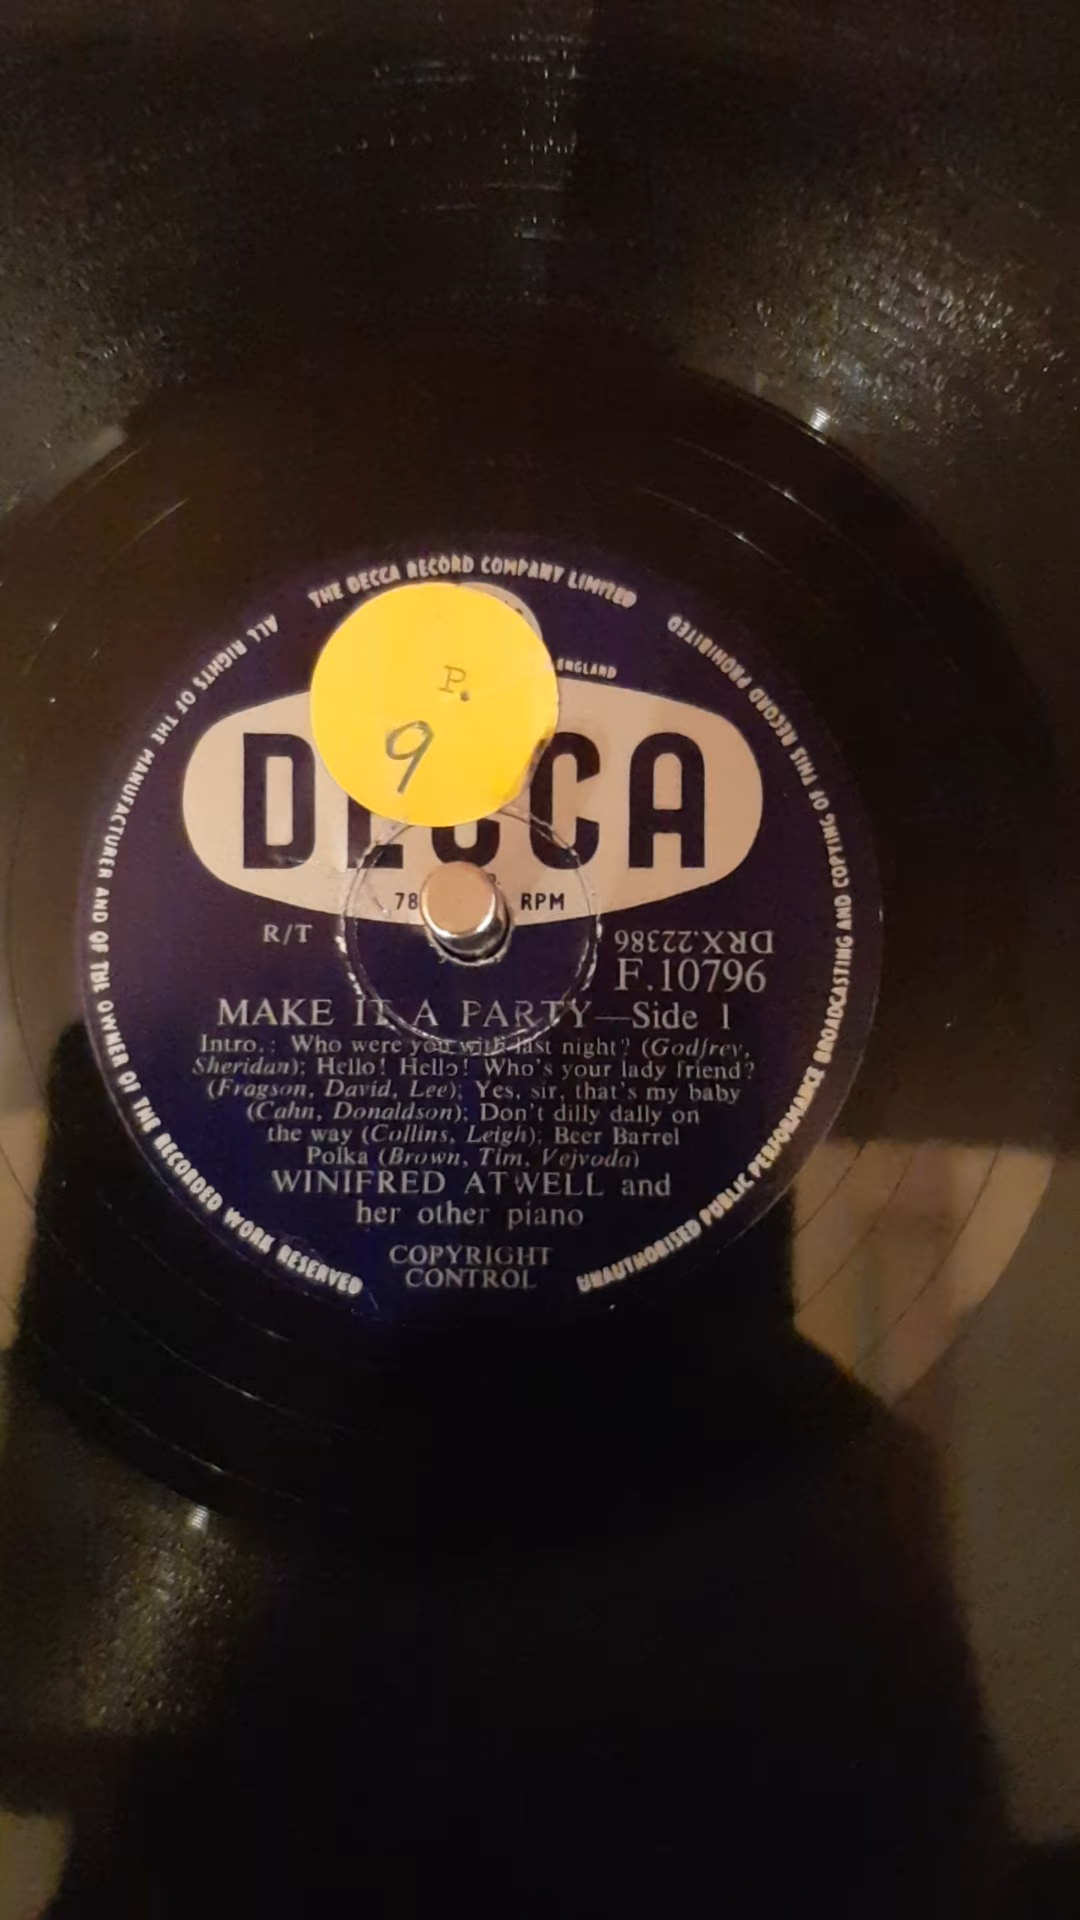 THE DECCA RECORD COMPANY LIMITED
ALL RIGHTS OF THE MANUFACTURER AND OF THE OWNER OF THE RECORDED WORK RESERVED
UNAUTHORISED PUBLIC PERFORMANCE BROADCASTING AND COPYING OF THIS RECORD PROHIBITED
ENGLAND
P.
9
DECCA
78 RPM
R/T
DRX.22386
F.10796
MAKE IT A PARTY—Side 1
Intro.: Who were you with last night? (Godfrey,
Sheridan); Hello! Hello! Who's your lady friend?
(Fragson, David, Lee); Yes, sir, that's my baby
(Cahn, Donaldson); Don't dilly dally on
the way (Collins, Leigh); Beer Barrel
Polka (Brown, Tim, Vejvoda)
WINIFRED ATWELL and
her other piano
COPYRIGHT
CONTROL